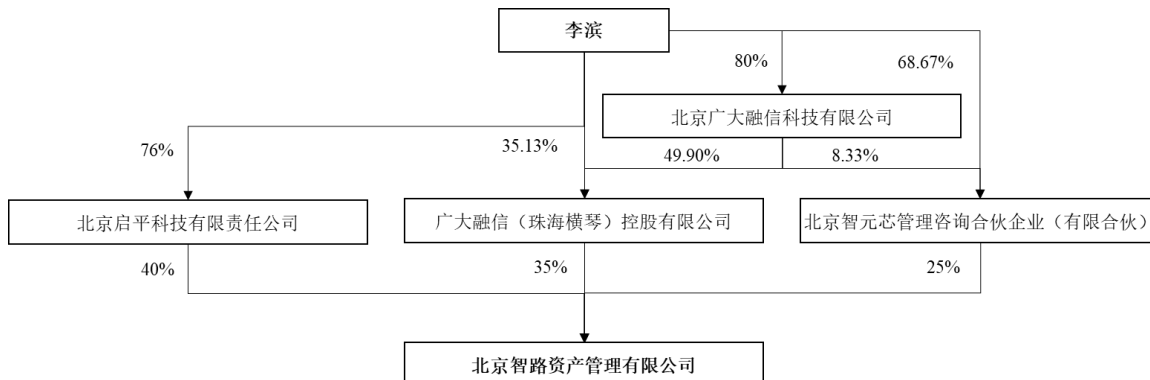 李滨
80%
68.67%
北京广大融信科技有限公司
76%
35.13%
49.90%
8.33%
北京启平科技有限责任公司
广大融信（珠海横琴）控股有限公司
北京智元芯管理咨询合伙企业（有限合伙）
40%
35%
25%
北京智路资产管理有限公司